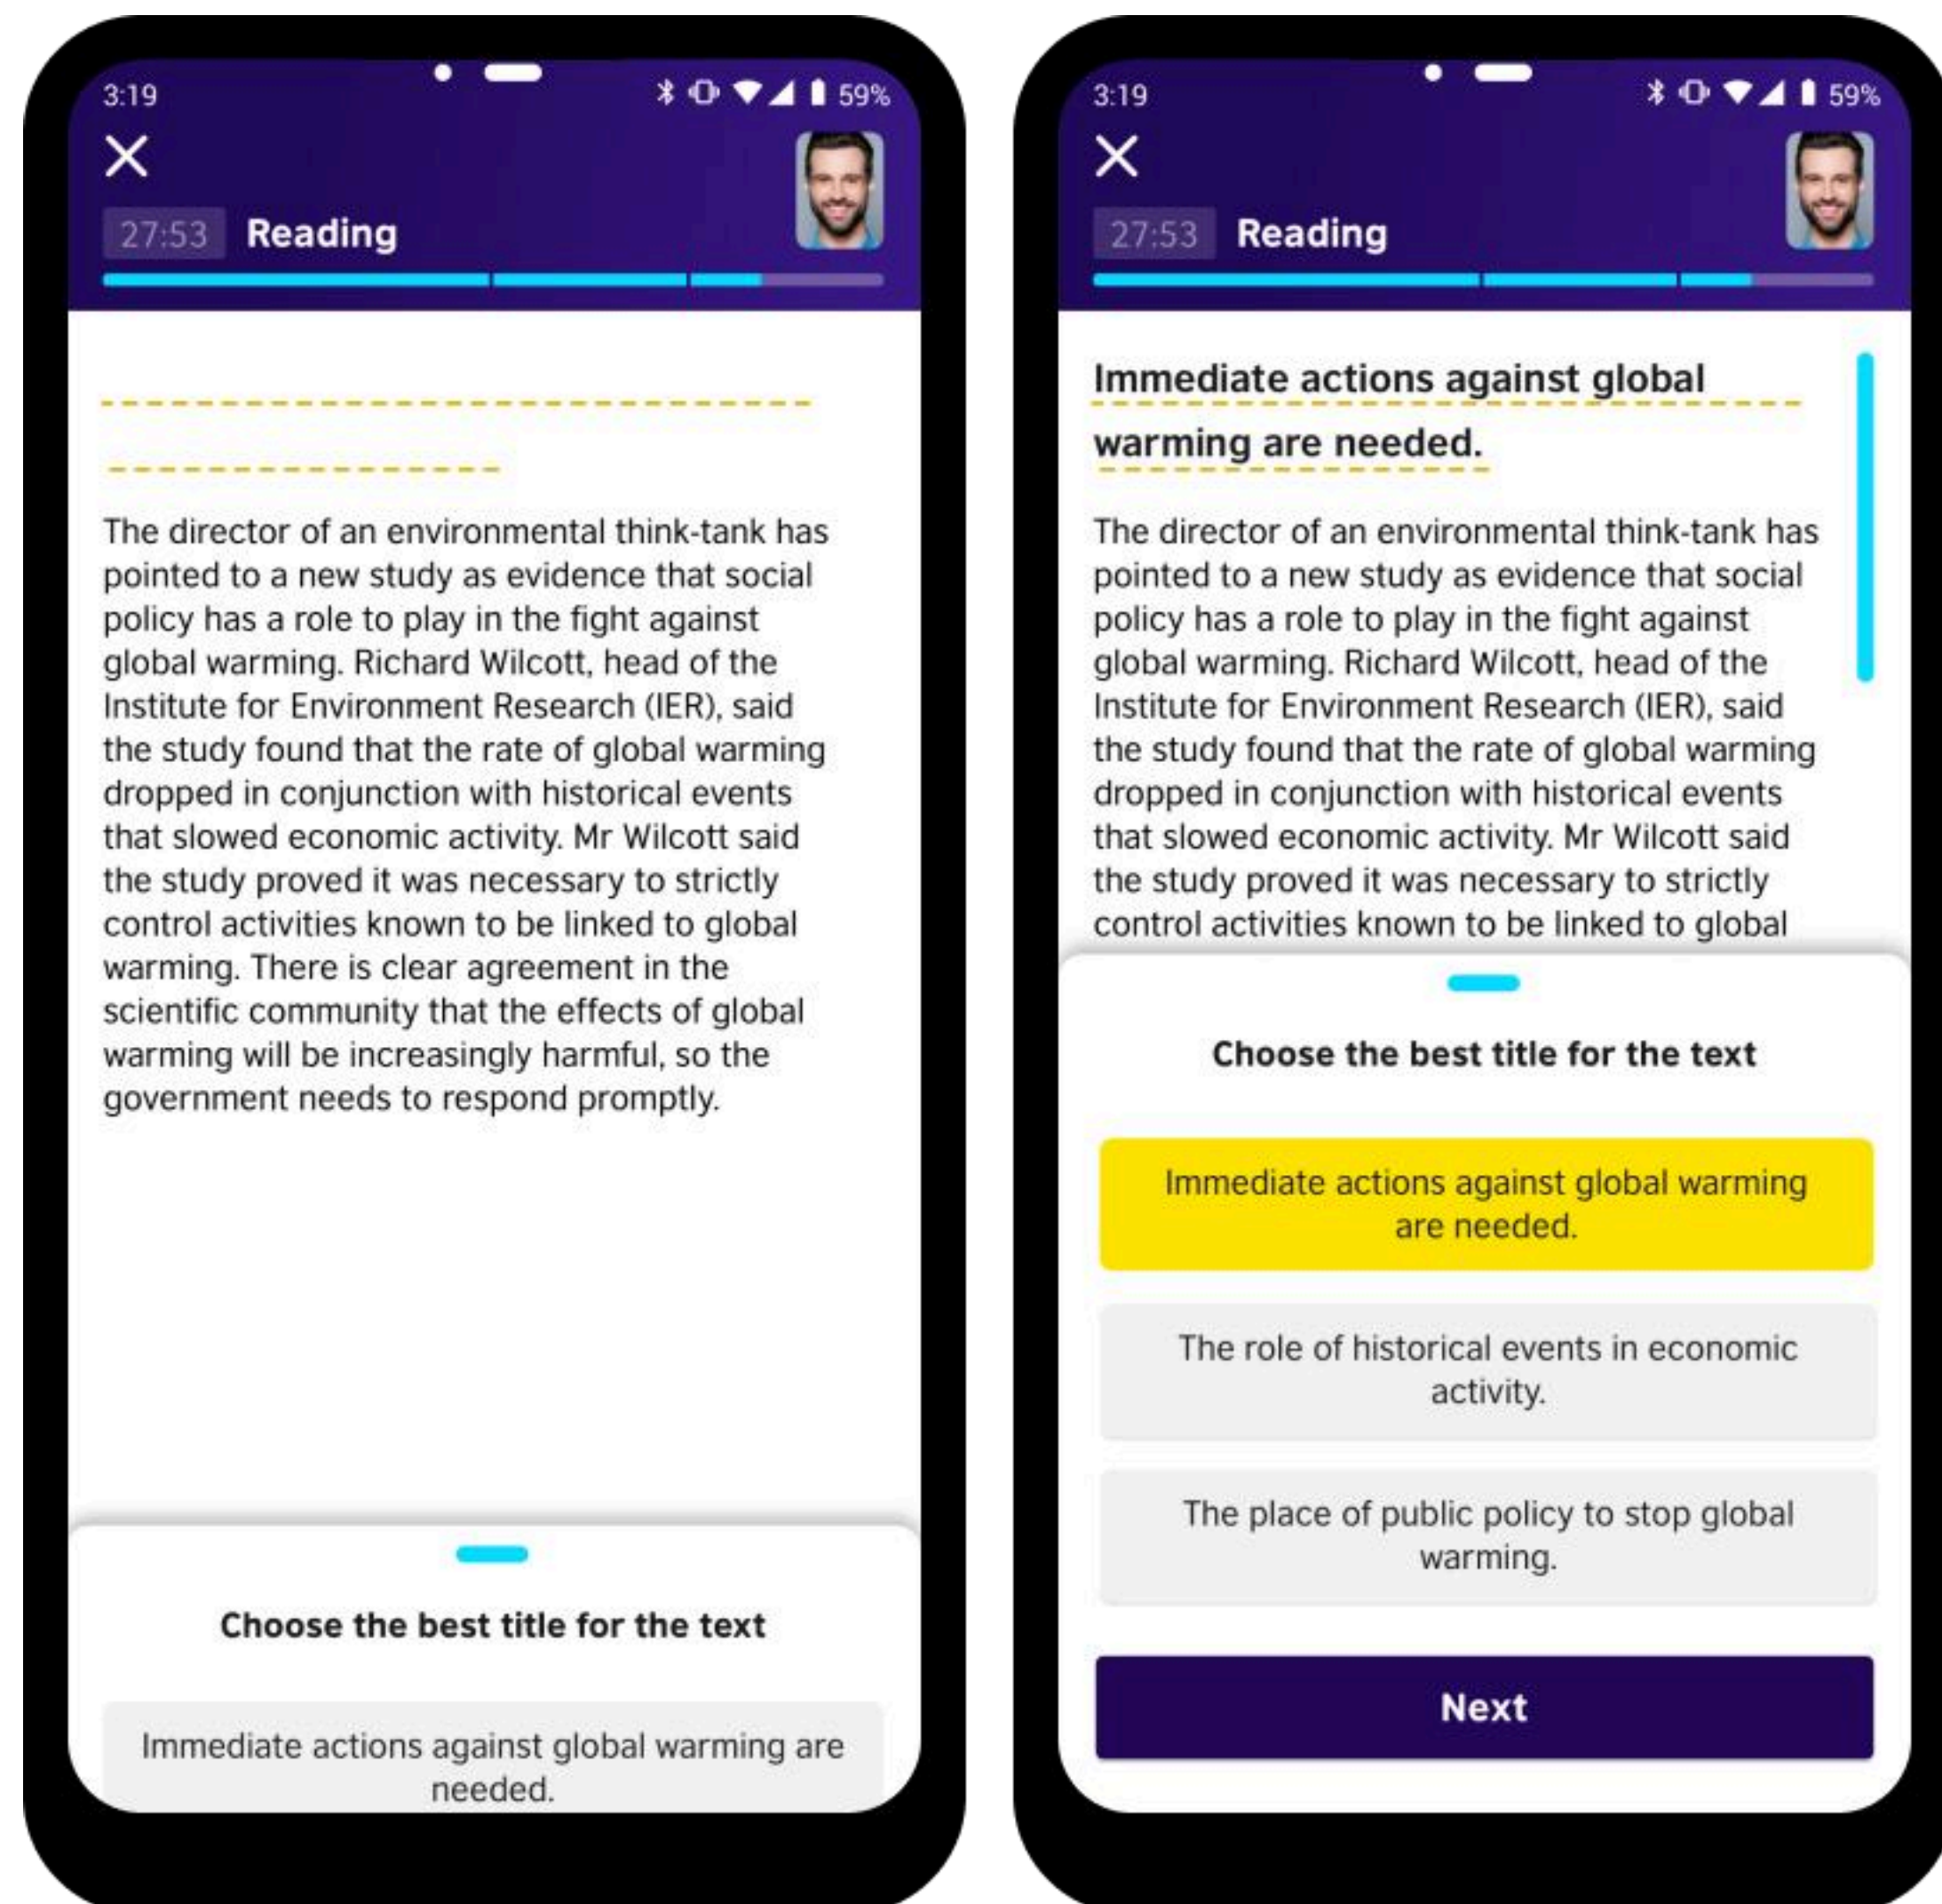 3:19
59%
27:53 Reading
The director of an environmental think-tank has
pointed to a new study as evidence that social
policy has a role to play in the fight against
global warming. Richard Wilcott, head of the
Institute for Environment Research (IER), said
the study found that the rate of global warming
dropped in conjunction with historical events
that slowed economic activity. Mr Wilcott said
the study proved it was necessary to strictly
control activities known to be linked to global
warming. There is clear agreement in the
scientific community that the effects of global
warming will be increasingly harmful, so the
government needs to respond promptly.
Choose the best title for the text
Immediate actions against global warming are
needed.
3:19
59%
27:53 Reading
Immediate actions against global
warming are needed.
The director of an environmental think-tank has
pointed to a new study as evidence that social
policy has a role to play in the fight against
global warming. Richard Wilcott, head of the
Institute for Environment Research (IER), said
the study found that the rate of global warming
dropped in conjunction with historical events
that slowed economic activity. Mr Wilcott said
the study proved it was necessary to strictly
control activities known to be linked to global
Choose the best title for the text
Immediate actions against global warming
are needed.
The role of historical events in economic
activity.
The place of public policy to stop global
warming.
Next